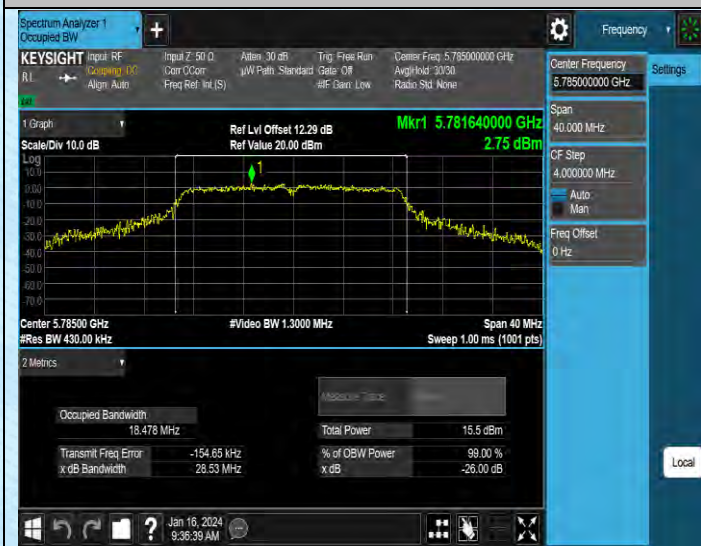 Spectrum Analyzer 1
Occupied BW
Frequency
KEYSIGHT Input: RF
RL Coupling: DC
Align: Auto
Input Z: 50 Ω
Corr CCorr
Freq Ref: Int (S)
Atten: 30 dB
µW Path: Standard
Trig: Free Run
Gate: Off
#IF Gain: Low
Center Freq: 5.785000000 GHz
Avg|Hold: 30/30
Radio Std: None
Center Frequency
5.785000000 GHz
Settings
Span
40.000 MHz
CF Step
4.000000 MHz
Auto
Man
Freq Offset
0 Hz
1 Graph
Scale/Div 10.0 dB
Ref Lvl Offset 12.29 dB
Ref Value 20.00 dBm
Mkr1 5.781640000 GHz
2.75 dBm
Log
10.0
0.00
-10.0
-20.0
-30.0
-40.0
-50.0
-60.0
-70.0
1
Center 5.78500 GHz
#Res BW 430.00 kHz
#Video BW 1.3000 MHz
Span 40 MHz
Sweep 1.00 ms (1001 pts)
2 Metrics
Measure Trace
Occupied Bandwidth
18.478 MHz
Total Power 15.5 dBm
Transmit Freq Error -154.65 kHz
% of OBW Power 99.00 %
x dB Bandwidth 28.53 MHz
x dB -26.00 dB
Local
Jan 16, 2024
9:36:39 AM